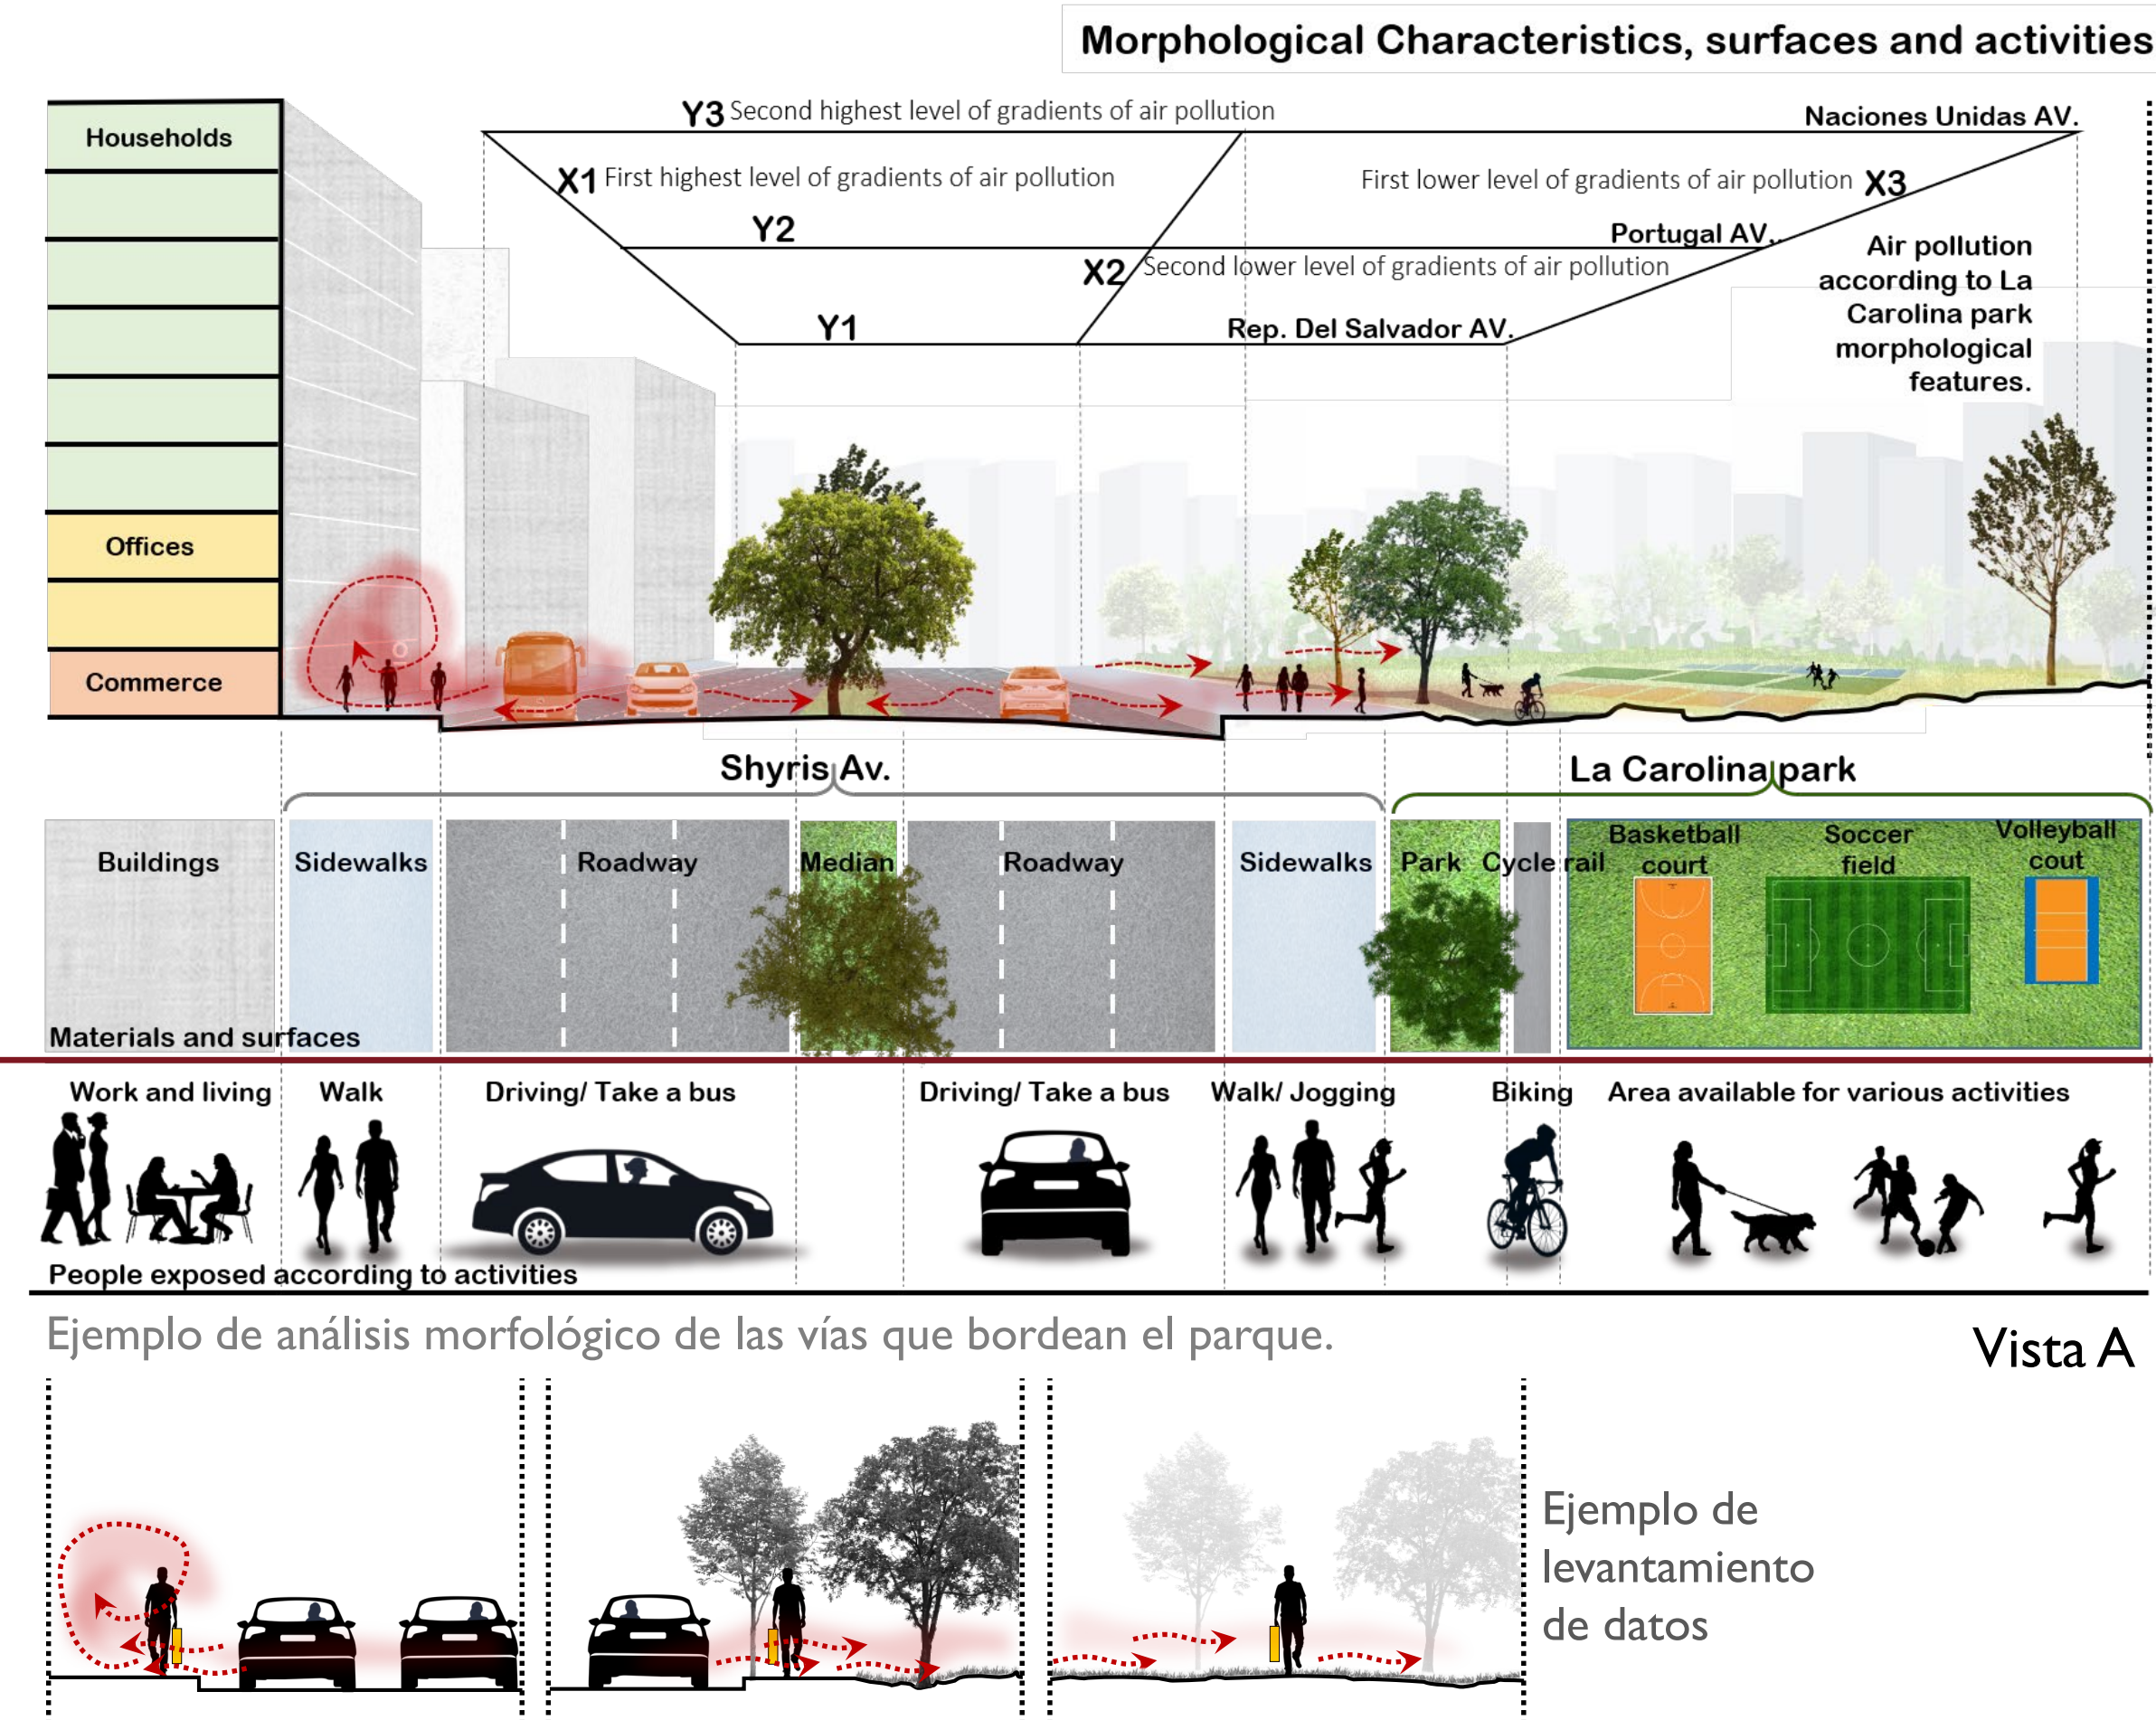 Morphological Characteristics, surfaces and activities
Households
Offices
Commerce
Y3 Second highest level of gradients of air pollution
Naciones Unidas AV.
X1 First highest level of gradients of air pollution
First lower level of gradients of air pollution X3
Y2
Portugal AV..
X2 Second lower level of gradients of air pollution
Y1
Rep. Del Salvador AV.
Air pollution
according to La
Carolina park
morphological
features.
Shyris Av.
La Carolina park
Buildings
Sidewalks
Roadway
Median
Roadway
Sidewalks
Park
Cycle rail
Basketball
court
Soccer
field
Volleyball
cout
Materials and surfaces
Work and living
Walk
Driving/ Take a bus
Driving/ Take a bus
Walk/ Jogging
Biking
Area available for various activities
People exposed according to activities
Ejemplo de análisis morfológico de las vías que bordean el parque.
Vista A
Ejemplo de
levantamiento
de datos